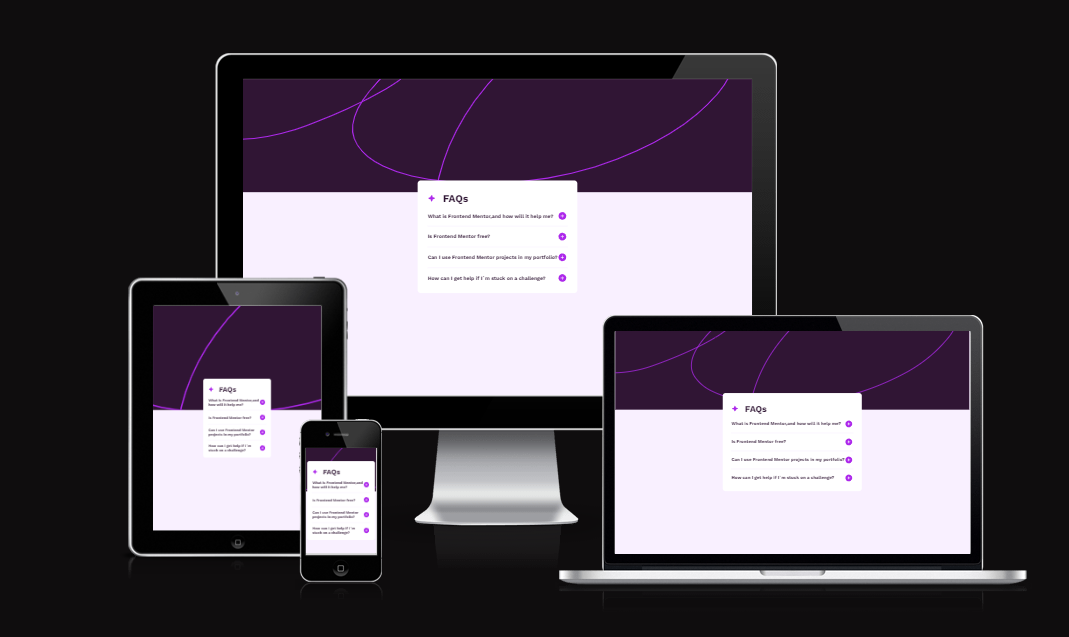 FAQs
What is Frontend Mentor,and how will it help me?
Is Frontend Mentor free?
Can I use Frontend Mentor projects in my portfolio?
How can I get help if I`m stuck on a challenge?
FAQs
What is Frontend Mentor,and
how will it help me?
Is Frontend Mentor free?
Can I use Frontend Mentor
projects in my portfolio?
How can I get help if I`m
stuck on a challenge?
FAQs
What is Frontend Mentor,and
how will it help me?
Is Frontend Mentor free?
Can I use Frontend Mentor
projects in my portfolio?
How can I get help if I`m
stuck on a challenge?
FAQs
What is Frontend Mentor,and how will it help me?
Is Frontend Mentor free?
Can I use Frontend Mentor projects in my portfolio?
How can I get help if I`m stuck on a challenge?